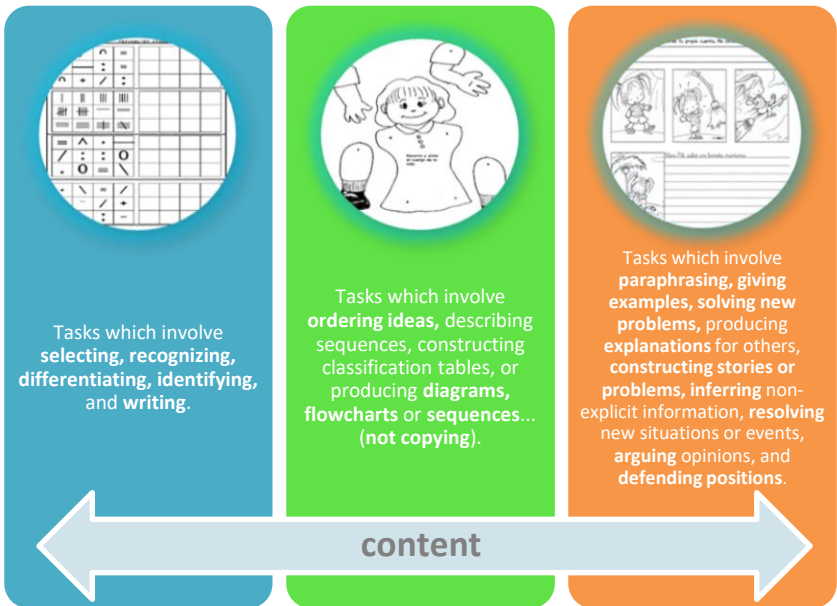 Tasks which involve
selecting, recognizing,
differentiating, identifying,
and writing.
Tasks which involve
ordering ideas, describing
sequences, constructing
classification tables, or
producing diagrams,
flowcharts or sequences...
(not copying).
Tasks which involve
paraphrasing, giving
examples, solving new
problems, producing
explanations for others,
constructing stories or
problems, inferring non-
explicit information, resolving
new situations or events,
arguing opinions, and
defending positions.
content